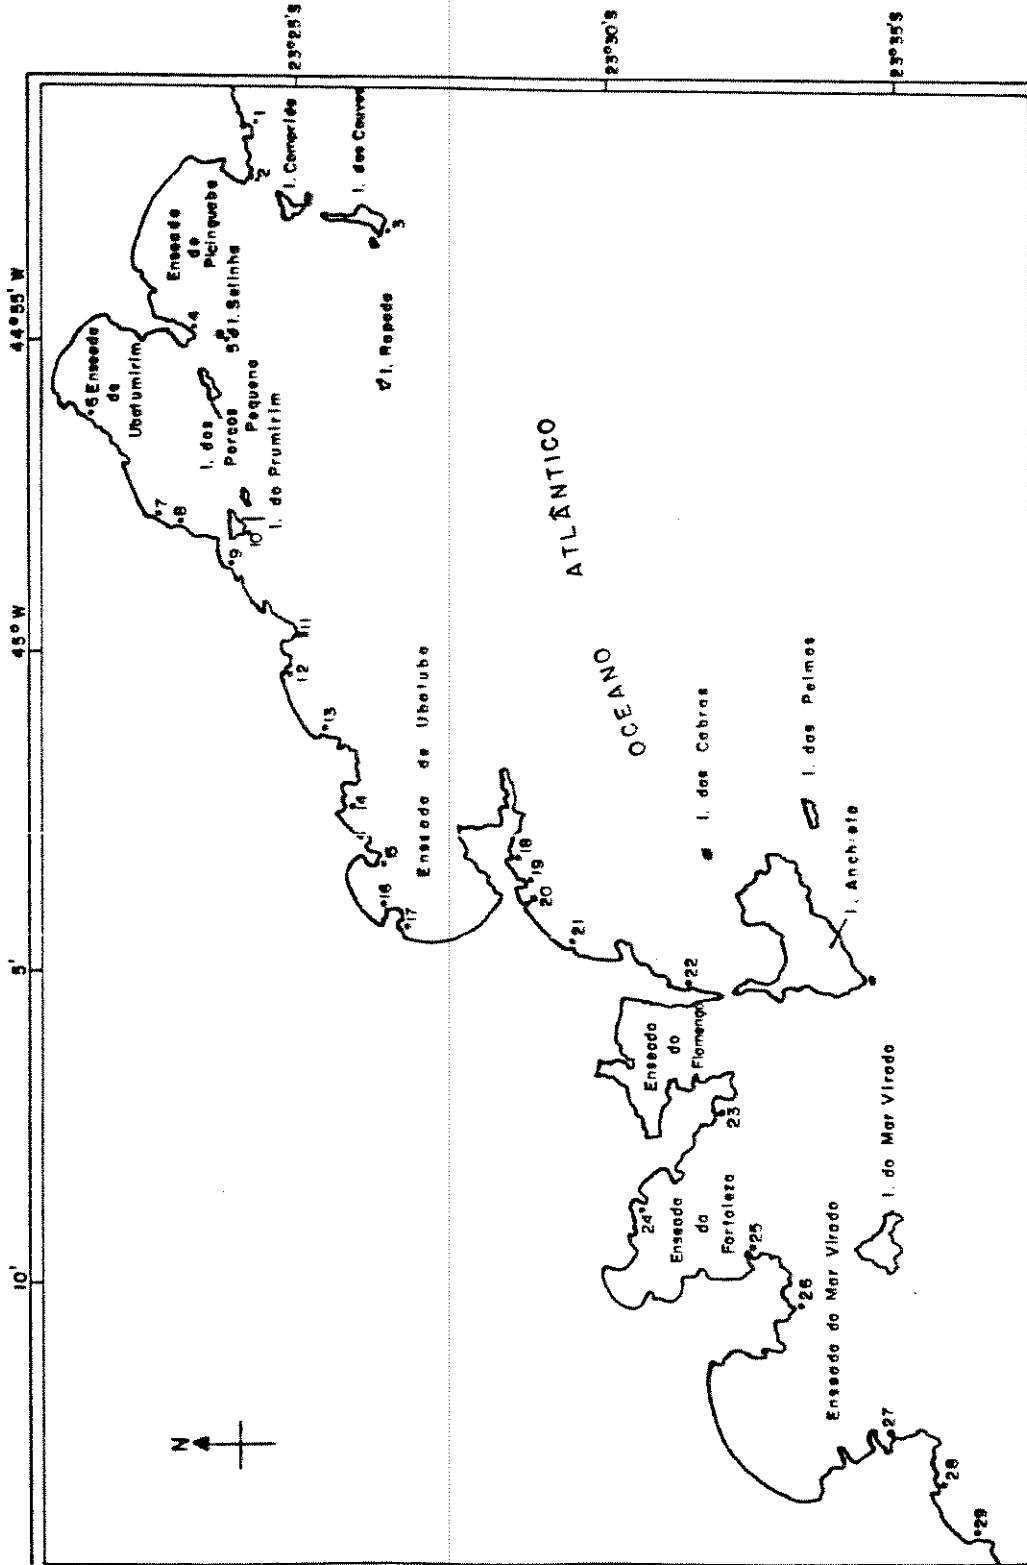 44°55' W
45° W
5'
10'
23°25'S
23°30'S
23°35'S
N
1
2
I. Comprida
I. das Couves
3
Enseada
de
Picinguaba
4
5
I. Selinha
I. Rapada
6
Enseada
de
Ubatumirim
I. dos
Porcos
Pequena
I. do Prumirim
7
8
9
10
11
12
13
14
15
16
17
Enseada de Ubatuba
OCEANO
ATLÂNTICO
18
19
20
21
22
I. das Cabras
I. das Palmas
I. Anchieta
Enseada
do
Flamengo
23
24
Enseada
da
Fortaleza
25
26
I. do Mar Virado
Enseada do Mar Virado
27
28
29